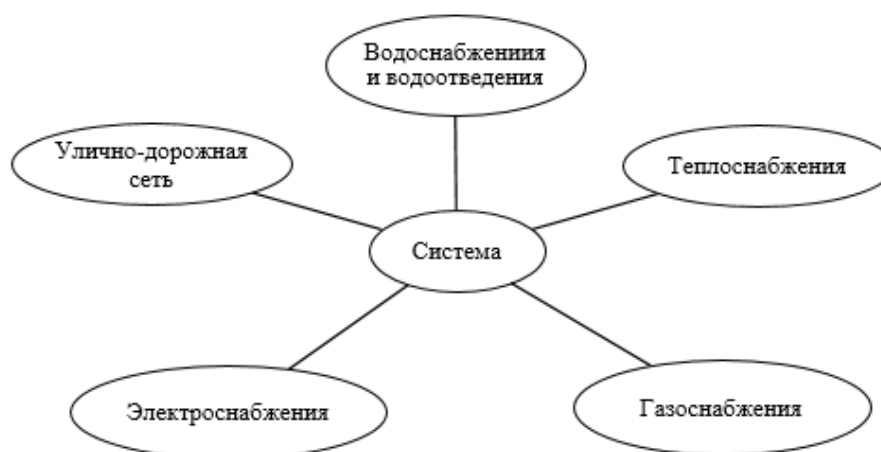 Водоснабжениия
и водоотведения
Улично-дорожная
сеть
Теплоснабжения
Система
Электроснабжения
Газоснабжения